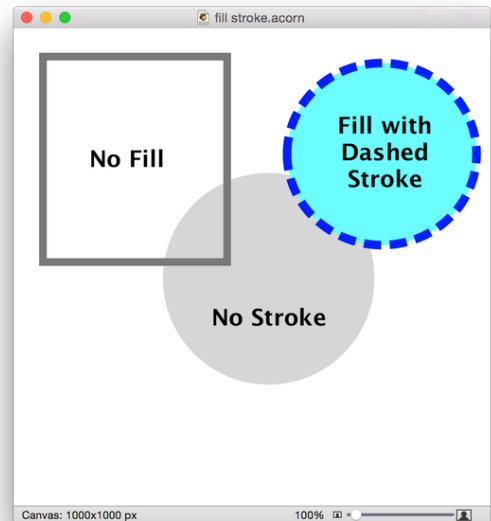 fill stroke.acorn
No Fill
Fill with
Dashed
Stroke
No Stroke
Canvas: 1000x1000 px
100%